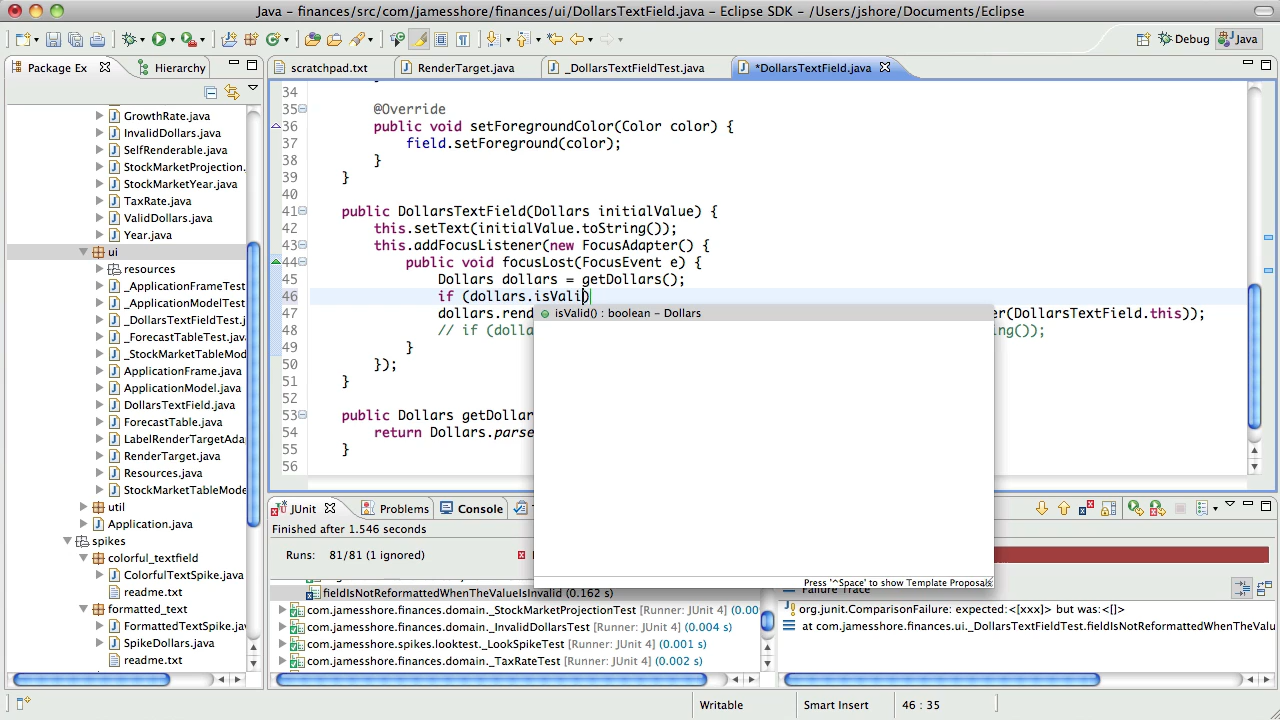 Java – finances/src/com/jamesshore/finances/ui/DollarsTextField.java – Eclipse SDK – /Users/jshore/Documents/Eclipse
Debug
Java
Package Ex
Hierarchy
scratchpad.txt
RenderTarget.java
_DollarsTextFieldTest.java
*DollarsTextField.java
GrowthRate.java
InvalidDollars.java
SelfRenderable.java
StockMarketProjection.
StockMarketYear.java
TaxRate.java
ValidDollars.java
Year.java
ui
resources
_ApplicationFrameTest
_ApplicationModelTest
_DollarsTextFieldTest.j
_ForecastTableTest.java
_StockMarketTableMod
ApplicationFrame.java
ApplicationModel.java
DollarsTextField.java
ForecastTable.java
LabelRenderTargetAda
RenderTarget.java
Resources.java
StockMarketTableMode
util
Application.java
spikes
colorful_textfield
ColorfulTextSpike.java
readme.txt
formatted_text
FormattedTextSpike.jav
SpikeDollars.java
readme.txt
34
35 @Override
36 public void setForegroundColor(Color color) {
37 field.setForeground(color);
38 }
39 }
40
41 public DollarsTextField(Dollars initialValue) {
42 this.setText(initialValue.toString());
43 this.addFocusListener(new FocusAdapter() {
44 public void focusLost(FocusEvent e) {
45 Dollars dollars = getDollars();
46 if (dollars.isVali)
47 dollars.rend er(DollarsTextField.this));
48 // if (dolla ing());
49 }
50 });
51 }
52
53 public Dollars getDollar
54 return Dollars.parse
55 }
56
isValid() : boolean – Dollars
Press '^Space' to show Template Proposals
JUnit
Problems
Console
Finished after 1.546 seconds
Runs: 81/81 (1 ignored)
fieldIsNotReformattedWhenTheValueIsInvalid (0.162 s)
com.jamesshore.finances.domain._StockMarketProjectionTest [Runner: JUnit 4] (0.00
com.jamesshore.finances.domain._InvalidDollarsTest [Runner: JUnit 4] (0.004 s)
com.jamesshore.spikes.looktest._LookSpikeTest [Runner: JUnit 4] (0.001 s)
com.jamesshore.finances.domain._TaxRateTest [Runner: JUnit 4] (0.002 s)
Failure Trace
org.junit.ComparisonFailure: expected:<[xxx]> but was:<[]>
at com.jamesshore.finances.ui._DollarsTextFieldTest.fieldIsNotReformattedWhenTheValue
Writable
Smart Insert
46 : 35